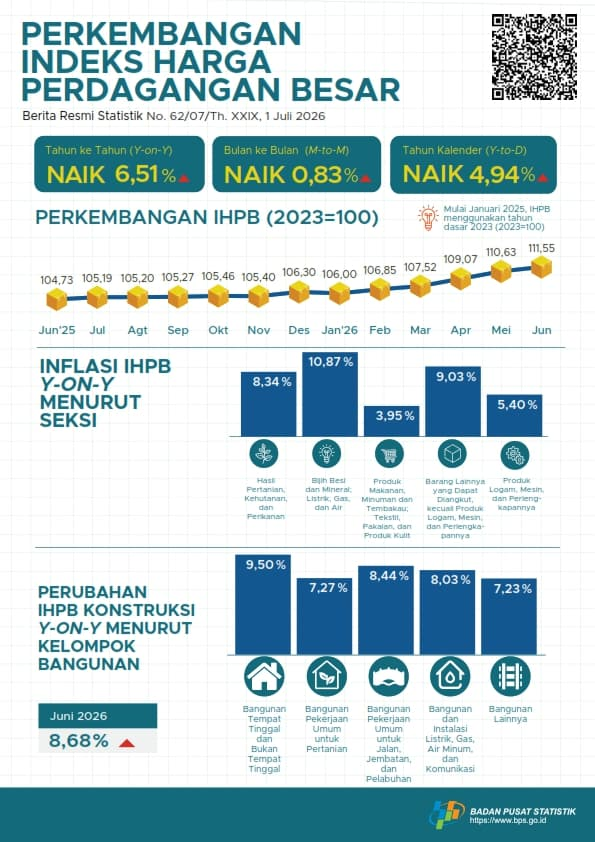 PERKEMBANGAN
INDEKS HARGA
PERDAGANGAN BESAR
Berita Resmi Statistik No. 62/07/Th. XXIX, 1 Juli 2026
Tahun ke Tahun (Y-on-Y)
NAIK 6,51%
Bulan ke Bulan (M-to-M)
NAIK 0,83%
Tahun Kalender (Y-to-D)
NAIK 4,94%
PERKEMBANGAN IHPB (2023=100)
Mulai Januari 2025, IHPB
menggunakan tahun
dasar 2023 (2023=100)
104,73 105,19 105,20 105,27 105,46 105,40 106,30 106,00 106,85 107,52 109,07 110,63 111,55
Jun'25 Jul Agt Sep Okt Nov Des Jan'26 Feb Mar Apr Mei Jun
INFLASI IHPB
Y-ON-Y
MENURUT
SEKSI
8,34% 10,87% 3,95% 9,03% 5,40%
Hasil
Pertanian,
Kehutanan,
dan
Perikanan
Bijih Besi
dan Mineral;
Listrik, Gas,
dan Air
Produk
Makanan,
Minuman dan
Tembakau;
Tekstil,
Pakaian, dan
Produk Kulit
Barang Lainnya
yang Dapat
Diangkut,
kecuali Produk
Logam, Mesin,
dan Perlengka-
pannya
Produk
Logam, Mesin,
dan Perleng-
kapannya
PERUBAHAN
IHPB KONSTRUKSI
Y-ON-Y MENURUT
KELOMPOK
BANGUNAN
Juni 2026
8,68%
9,50% 7,27% 8,44% 8,03% 7,23%
Bangunan
Tempat
Tinggal
dan
Bukan
Tempat
Tinggal
Bangunan
Pekerjaan
Umum
untuk
Pertanian
Bangunan
Pekerjaan
Umum
untuk
Jalan,
Jembatan,
dan
Pelabuhan
Bangunan
dan
Instalasi
Listrik, Gas,
Air Minum,
dan
Komunikasi
Bangunan
Lainnya
BADAN PUSAT STATISTIK
https://www.bps.go.id